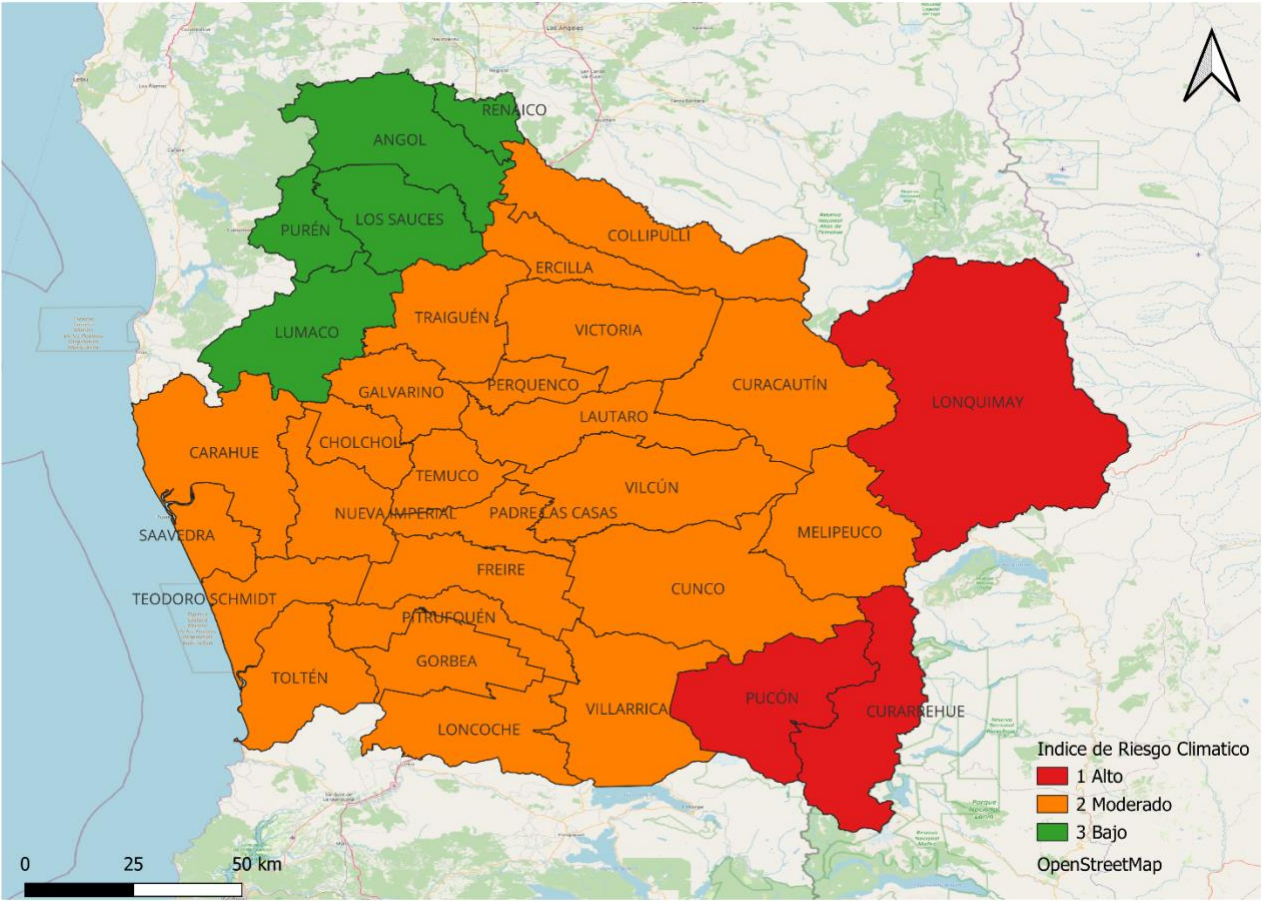 Los Ángeles
RENAICO
ANGOL
LOS SAUCES
PURÉN
COLLIPULLI
ERCILLA
TRAIGUÉN
VICTORIA
LUMACO
PERQUENCO
CURACAUTÍN
GALVARINO
LONQUIMAY
LAUTARO
CHOLCHOL
CARAHUE
TEMUCO
VILCÚN
NUEVA IMPERIAL
PADRE LAS CASAS
SAAVEDRA
MELIPEUCO
FREIRE
CUNCO
TEODORO SCHMIDT
PITRUFQUÉN
GORBEA
TOLTÉN
PUCÓN
VILLARRICA
CURARREHUE
LONCOCHE
Indice de Riesgo Climatico
1 Alto
2 Moderado
3 Bajo
OpenStreetMap
0 25 50 km